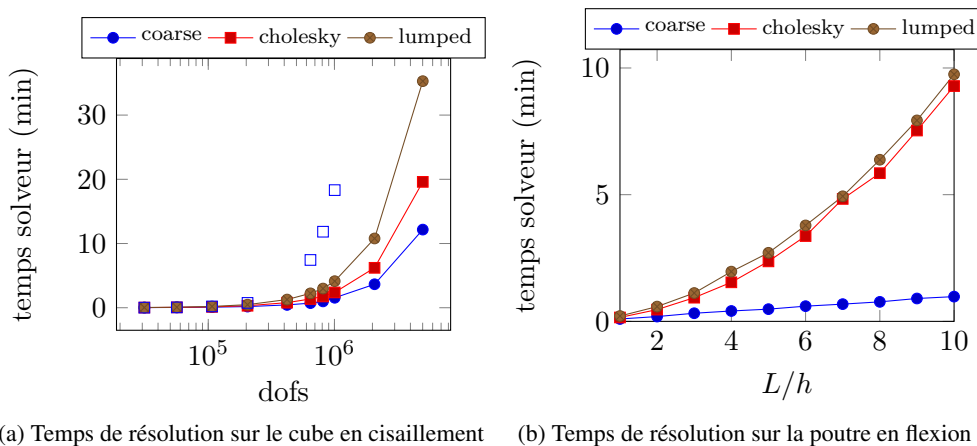 coarse cholesky lumped
temps solveur (min)
30
20
10
0
10^5 10^6
dofs
(a) Temps de résolution sur le cube en cisaillement
coarse cholesky lumped
temps solveur (min)
10
5
0
2 4 6 8 10
L/h
(b) Temps de résolution sur la poutre en flexion